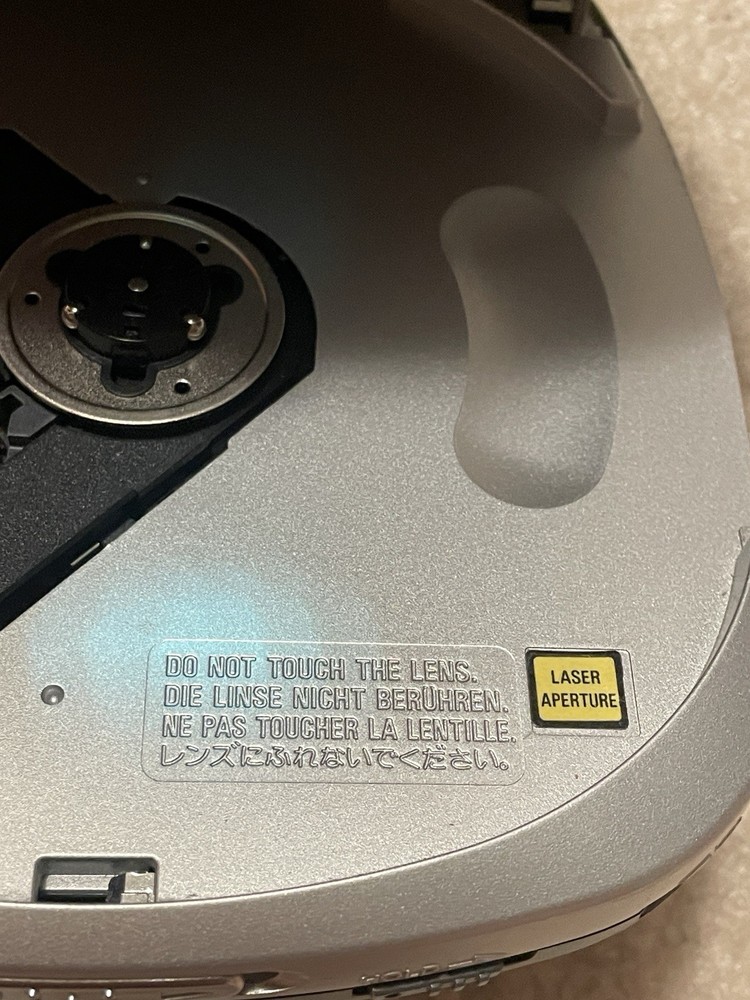 DO NOT TOUCH THE LENS.
DIE LINSE NICHT BERÜHREN.
NE PAS TOUCHER LA LENTILLE.
レンズにふれないでください。
LASER
APERTURE